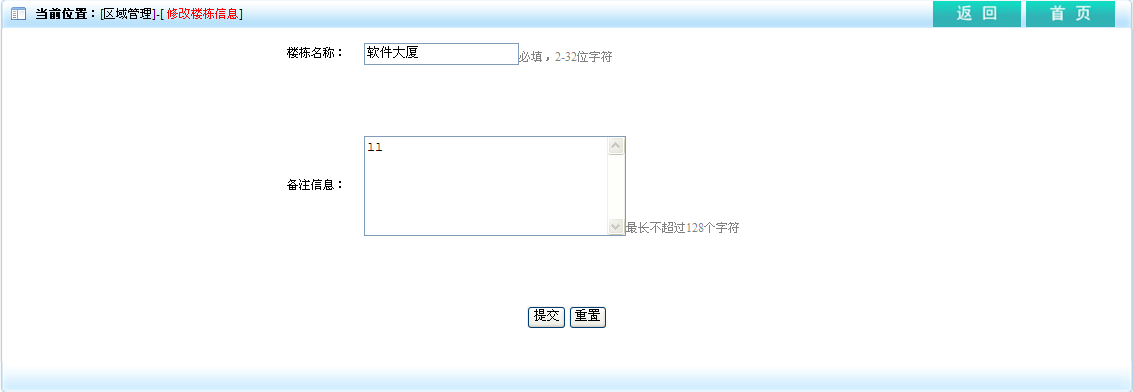 当前位置：[区域管理]-[ 修改楼栋信息]
返 回
首 页
楼栋名称： 软件大厦 必填，2-32位字符
ll
备注信息：
最长不超过128个字符
提交 重置